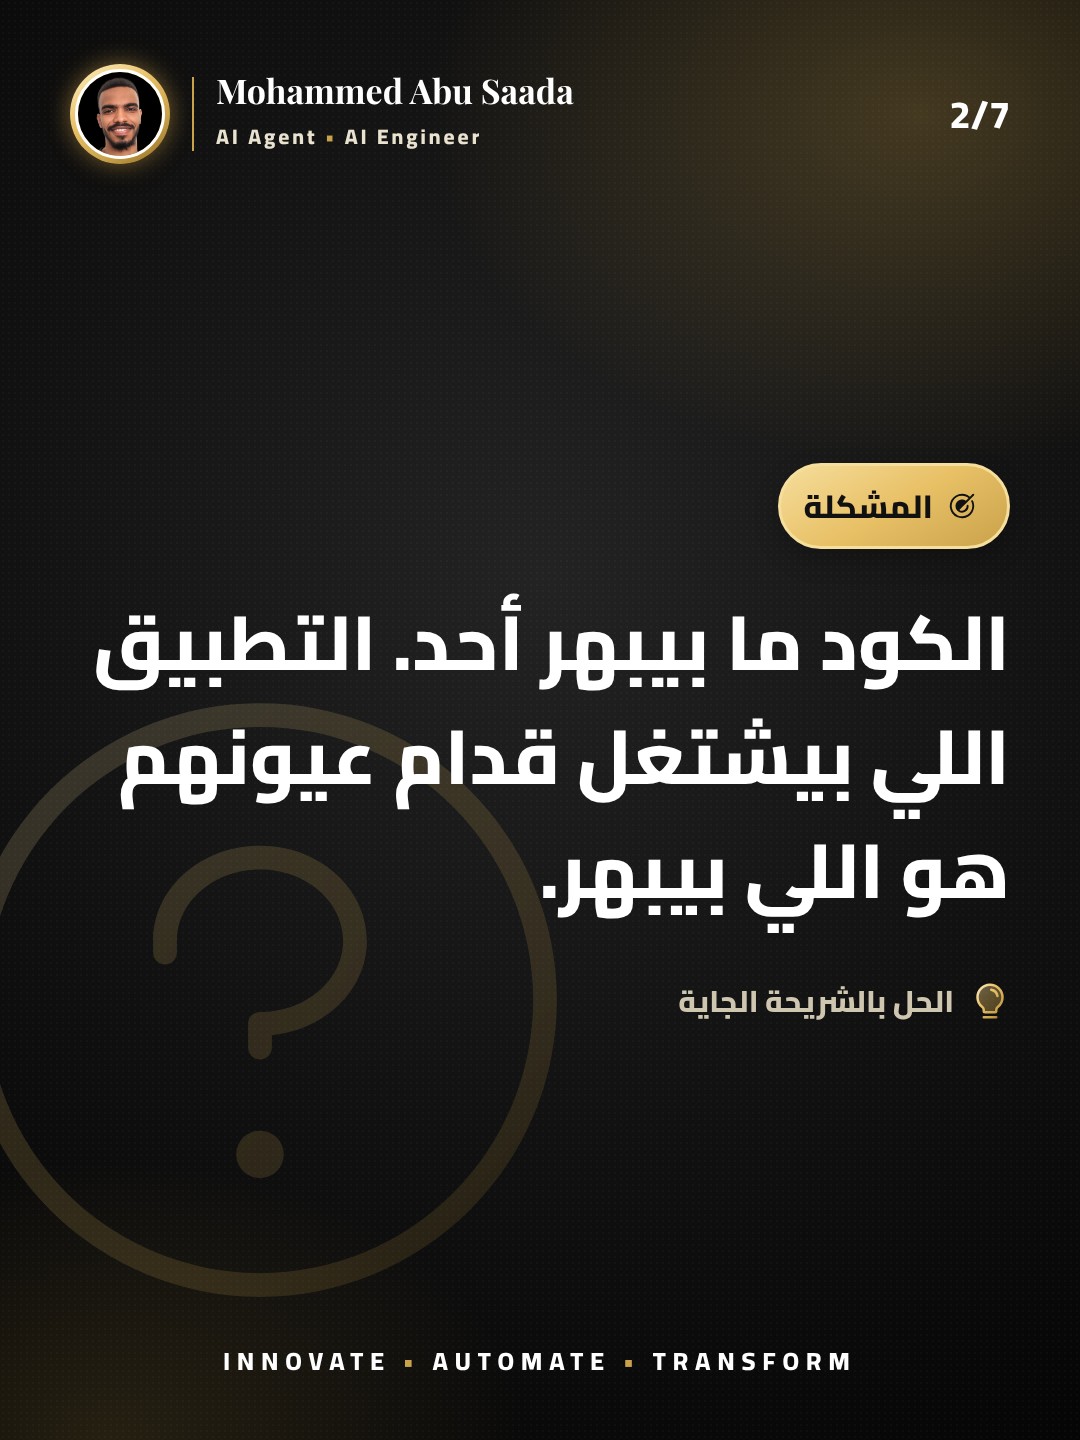 Mohammed Abu Saada
AI Agent ▪ AI Engineer
2/7
المشكلة
الكود ما بيبهر أحد. التطبيق
اللي بيشتغل قدام عيونهم
هو اللي بيبهر.
الحل بالشريحة الجاية
INNOVATE ▪ AUTOMATE ▪ TRANSFORM